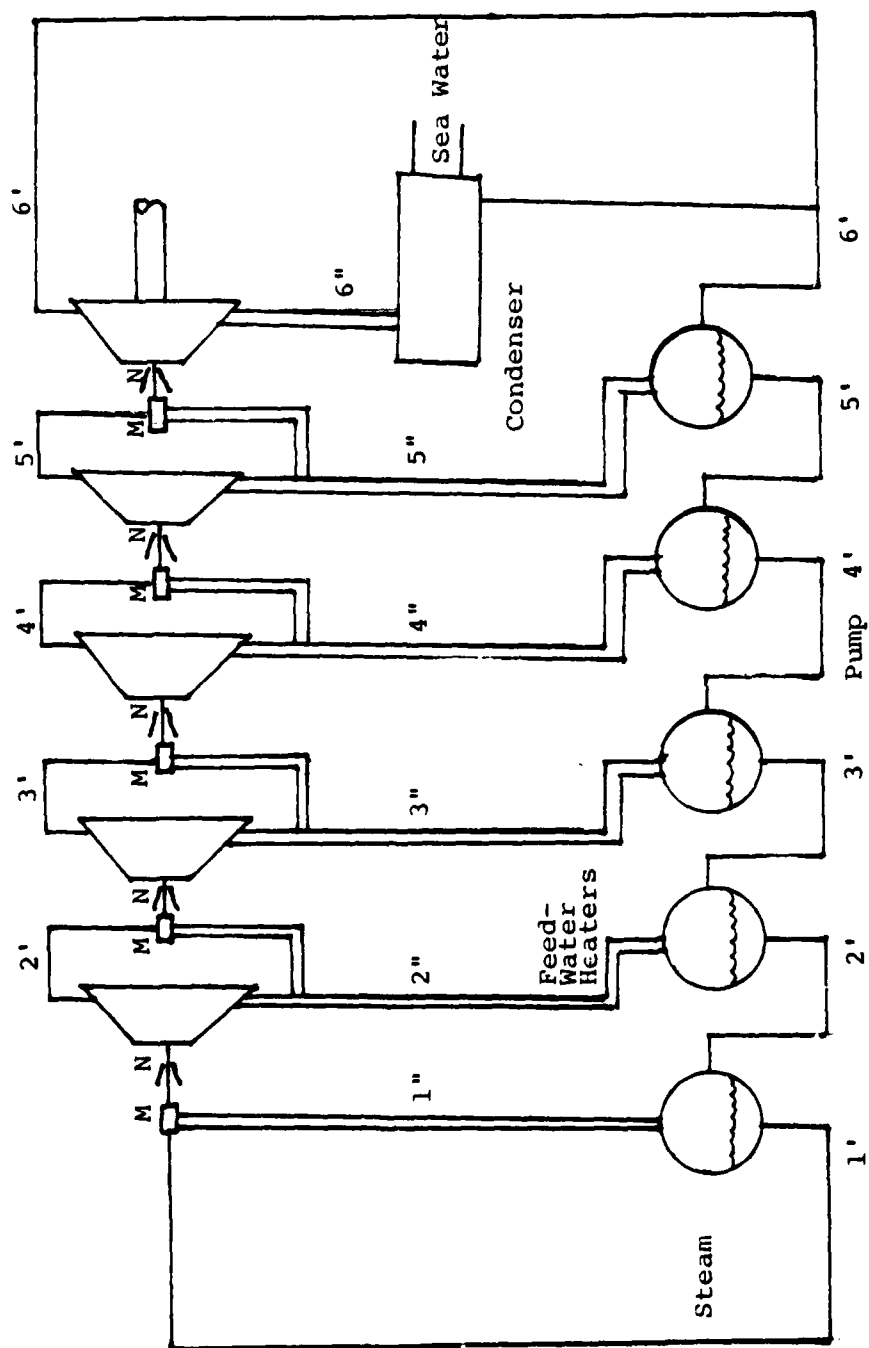 2' 3' 4' 5' 6'
M N M N M N M N M N
6"
1" 2" 3" 4" 5"
Sea Water
Condenser
Feed-
Water
Heaters
Steam
1' 2' 3' Pump 4' 5' 6'